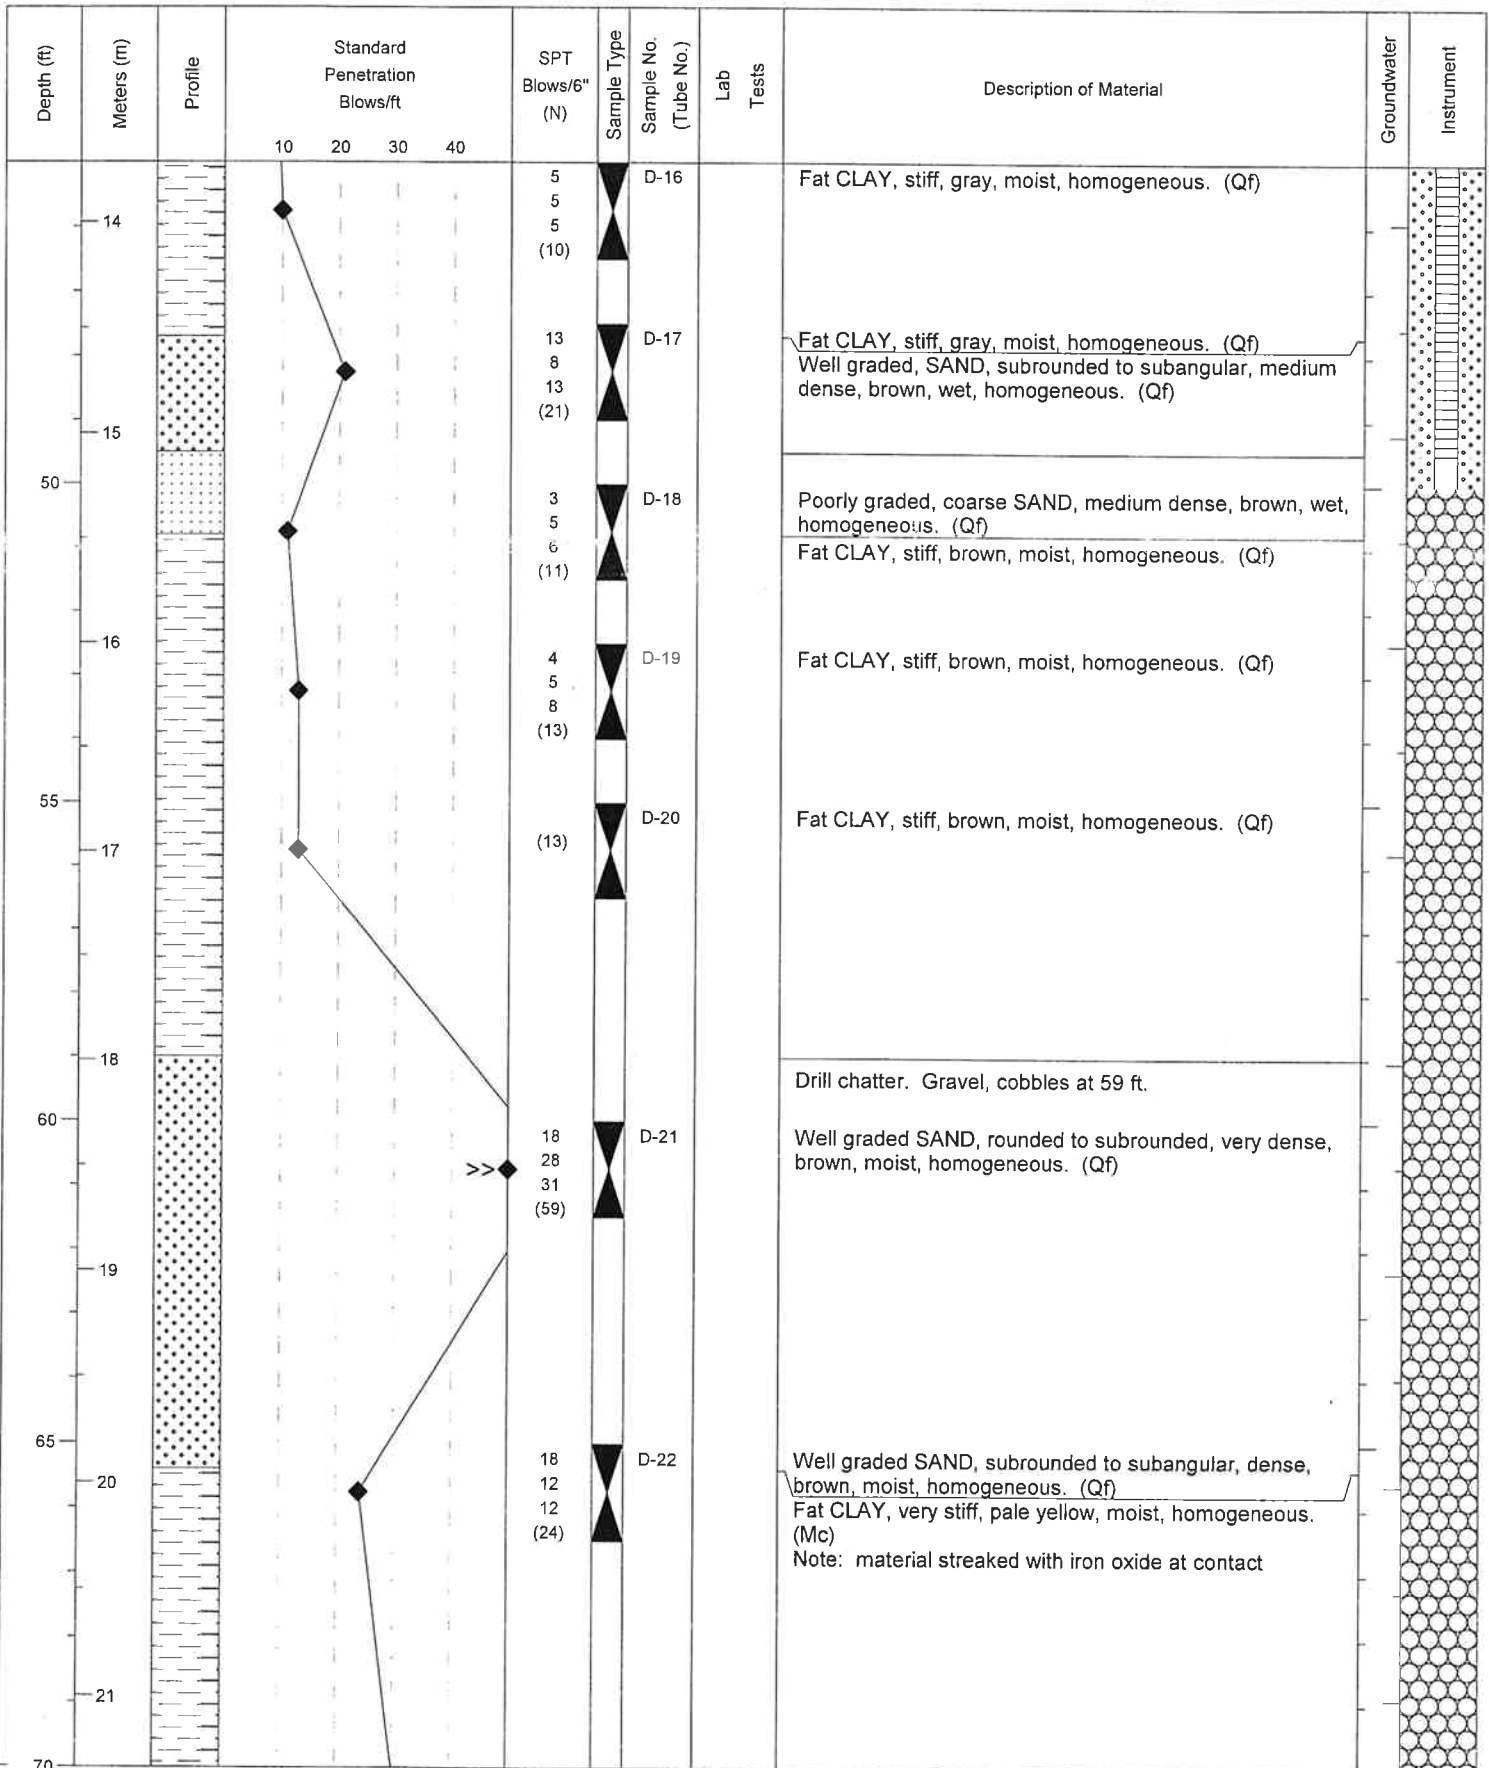 Depth (ft)
Meters (m)
Profile
Standard
Penetration
Blows/ft
10 20 30 40
SPT
Blows/6"
(N)
Sample Type
Sample No.
(Tube No.)
Lab
Tests
Description of Material
Groundwater
Instrument
5 D-16 Fat CLAY, stiff, gray, moist, homogeneous. (Qf)
5
14
5
(10)
13 D-17 Fat CLAY, stiff, gray, moist, homogeneous. (Qf)
8 Well graded, SAND, subrounded to subangular, medium
13 dense, brown, wet, homogeneous. (Qf)
(21)
15
50
3 D-18 Poorly graded, coarse SAND, medium dense, brown, wet,
5 homogeneous. (Qf)
6 Fat CLAY, stiff, brown, moist, homogeneous. (Qf)
(11)
16
4 D-19 Fat CLAY, stiff, brown, moist, homogeneous. (Qf)
5
8
(13)
55
D-20 Fat CLAY, stiff, brown, moist, homogeneous. (Qf)
(13)
17
18
Drill chatter. Gravel, cobbles at 59 ft.
60
18 D-21 Well graded SAND, rounded to subrounded, very dense,
28 brown, moist, homogeneous. (Qf)
>>
31
(59)
19
65
18 D-22 Well graded SAND, subrounded to subangular, dense,
20
12 brown, moist, homogeneous. (Qf)
12 Fat CLAY, very stiff, pale yellow, moist, homogeneous.
(24) (Mc)
Note: material streaked with iron oxide at contact
21
70